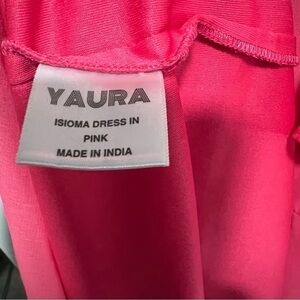 YAURA
ISIOMA DRESS IN
PINK
MADE IN INDIA